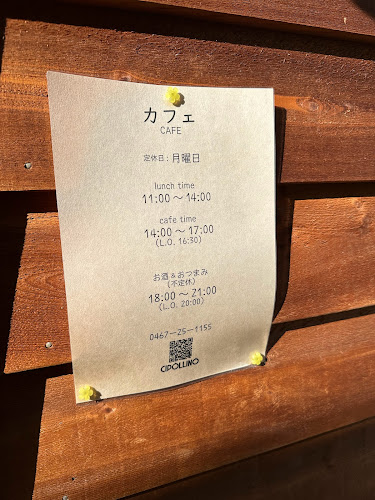 カフェ
CAFE
定休日：月曜日
lunch time
11:00〜14:00
cafe time
14:00〜17:00
(L.O. 16:30)
お酒&おつまみ
(不定休)
18:00〜21:00
(L.O. 20:00)
0467-25-1155
CIPOLLINO